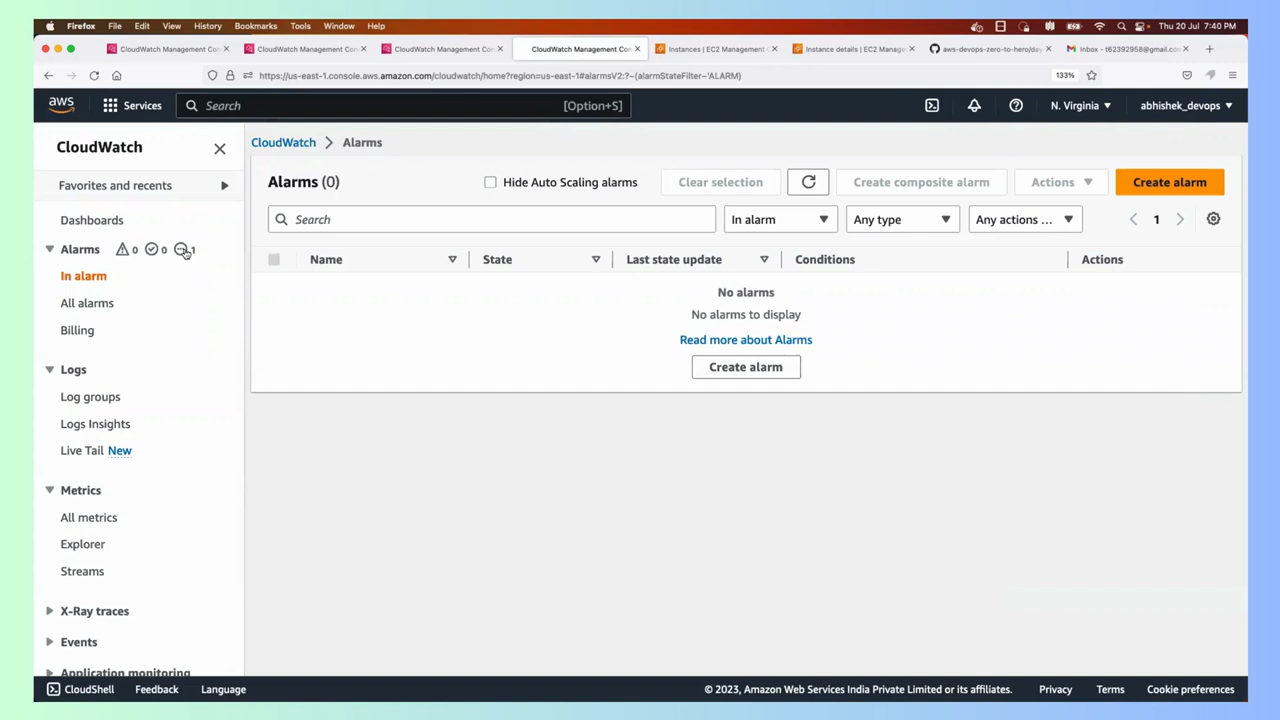 Firefox File Edit View History Bookmarks Tools Window Help Thu 20 Jul 7:40 PM
CloudWatch Management Con CloudWatch Management Con CloudWatch Management Con CloudWatch Management Con Instances | EC2 Management C Instance details | EC2 Manage aws-devops-zero-to-hero/day Inbox - t62392958@gmail.co
https://us-east-1.console.aws.amazon.com/cloudwatch/home?region=us-east-1#alarmsV2:?~(alarmStateFilter~'ALARM) 133%
aws Services Search [Option+S] N. Virginia abhishek_devops
CloudWatch
Favorites and recents
Dashboards
Alarms 0 0 1
In alarm
All alarms
Billing
Logs
Log groups
Logs Insights
Live Tail New
Metrics
All metrics
Explorer
Streams
X-Ray traces
Events
Application monitoring
CloudWatch Alarms
Alarms (0) Hide Auto Scaling alarms Clear selection Create composite alarm Actions Create alarm
Search In alarm Any type Any actions ... 1
Name State Last state update Conditions Actions
No alarms
No alarms to display
Read more about Alarms
Create alarm
CloudShell Feedback Language © 2023, Amazon Web Services India Private Limited or its affiliates. Privacy Terms Cookie preferences